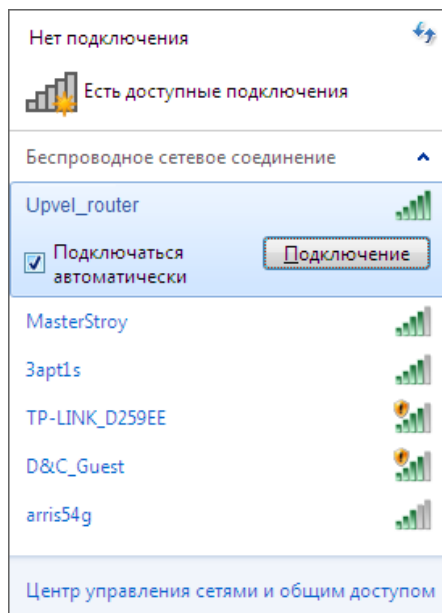 Нет подключения
Есть доступные подключения
Беспроводное сетевое соединение
Upvel_router
Подключаться
автоматически
Подключение
MasterStroy
3apt1s
TP-LINK_D259EE
D&C_Guest
arris54g
Центр управления сетями и общим доступом